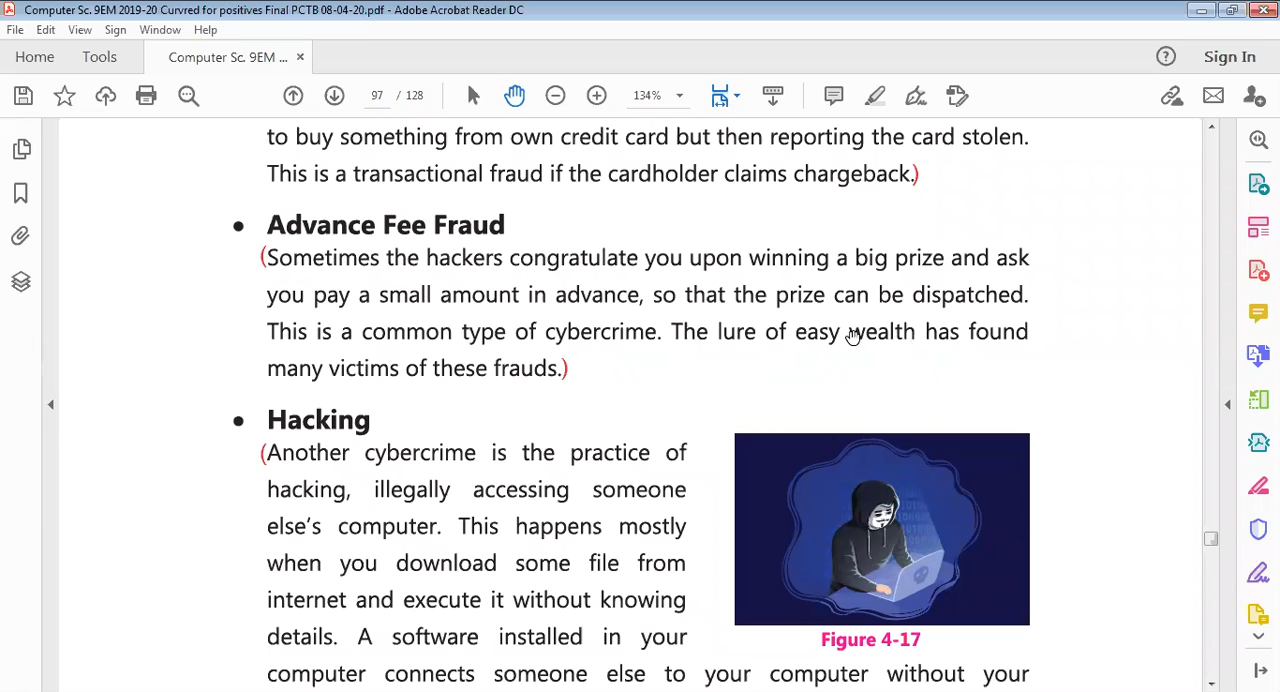 Computer Sc. 9EM 2019-20 Curvred for positives Final PCTB 08-04-20.pdf - Adobe Acrobat Reader DC
File Edit View Sign Window Help
Home Tools Computer Sc. 9EM ... × Sign In
97 / 128 134%
to buy something from own credit card but then reporting the card stolen.
This is a transactional fraud if the cardholder claims chargeback.)
• Advance Fee Fraud
(Sometimes the hackers congratulate you upon winning a big prize and ask
you pay a small amount in advance, so that the prize can be dispatched.
This is a common type of cybercrime. The lure of easy wealth has found
many victims of these frauds.)
• Hacking
(Another cybercrime is the practice of
hacking, illegally accessing someone
else's computer. This happens mostly
when you download some file from
internet and execute it without knowing
details. A software installed in your
Figure 4-17
computer connects someone else to your computer without your